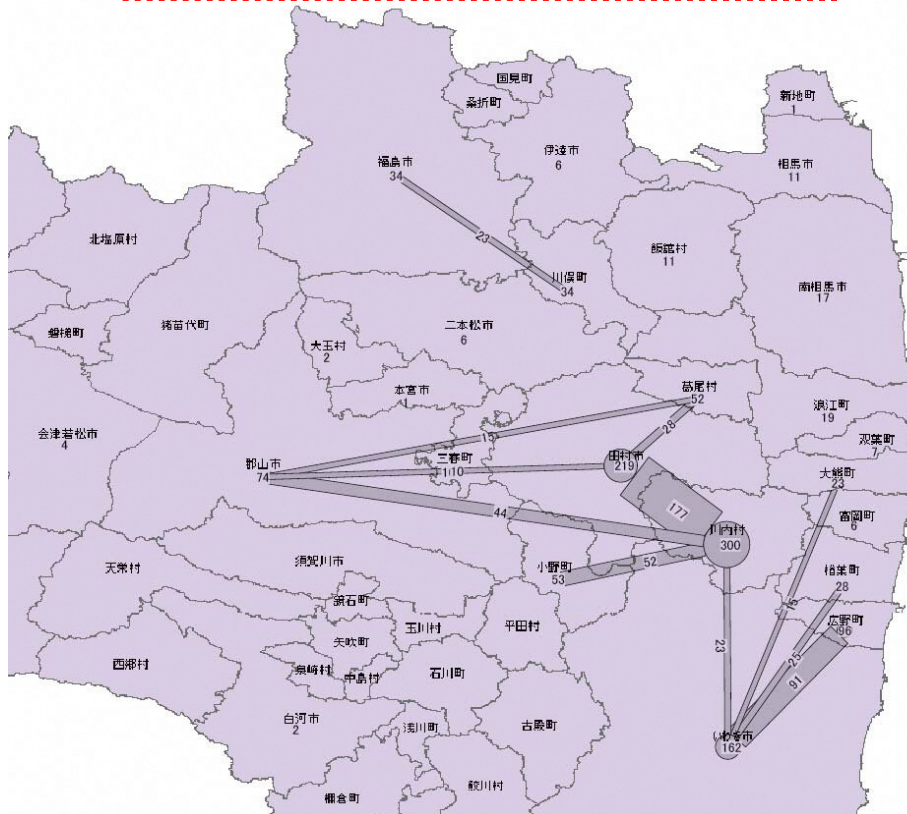 国見町
桑折町
新地町
1
伊達市
6
相馬市
11
福島市
34
23
北塩原村
飯舘村
11
川俣町
34
南相馬市
17
磐梯町
猪苗代町
大玉村
2
二本松市
6
本宮市
1
葛尾村
52
浪江町
19
会津若松市
4
15
28
双葉町
7
郡山市
74
三春町
10
田村市
219
大熊町
23
44
177
富岡町
6
川内村
300
天栄村
須賀川市
小野町
53
52
楢葉町
28
鏡石町
15
広野町
96
矢吹町
玉川村
平田村
23
25
91
西郷村
泉崎村
中島村
石川町
白河市
2
浅川町
古殿町
いわき市
162
鮫川村
棚倉町